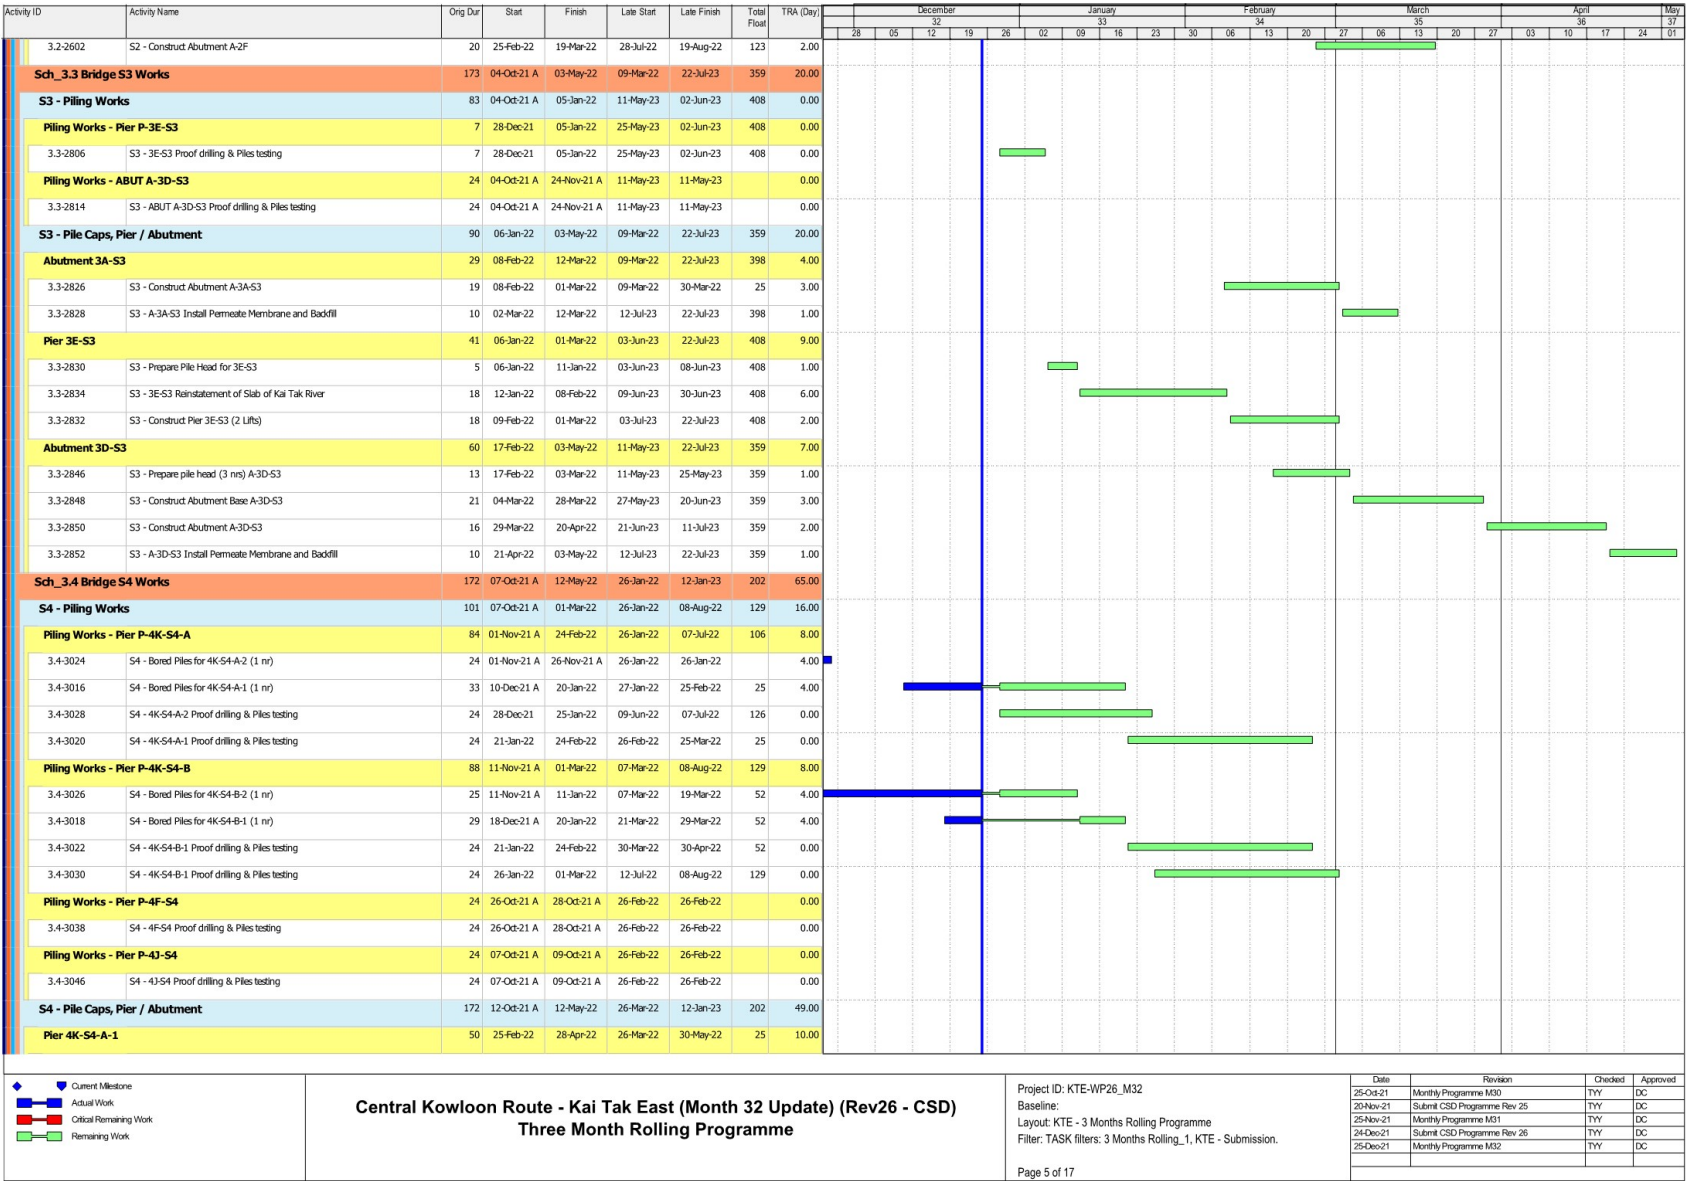 Activity ID Activity Name Orig Dur Start Finish Late Start Late Finish Total Float TRA (Day) December January February March April May
32 33 34 35 36 37
28 05 12 19 26 02 09 16 23 30 06 13 20 27 06 13 20 27 03 10 17 24 01
3.2-2602 S2 - Construct Abutment A-2F 20 25-Feb-22 19-Mar-22 28-Jul-22 19-Aug-22 123 2.00
Sch_3.3 Bridge S3 Works 173 04-Oct-21 A 03-May-22 09-Mar-22 22-Jul-23 359 20.00
S3 - Piling Works 83 04-Oct-21 A 05-Jan-22 11-May-23 02-Jun-23 408 0.00
Piling Works - Pier P-3E-S3 7 28-Dec-21 05-Jan-22 25-May-23 02-Jun-23 408 0.00
3.3-2806 S3 - 3E-S3 Proof drilling & Piles testing 7 28-Dec-21 05-Jan-22 25-May-23 02-Jun-23 408 0.00
Piling Works - ABUT A-3D-S3 24 04-Oct-21 A 24-Nov-21 A 11-May-23 11-May-23 0.00
3.3-2814 S3 - ABUT A-3D-S3 Proof drilling & Piles testing 24 04-Oct-21 A 24-Nov-21 A 11-May-23 11-May-23 0.00
S3 - Pile Caps, Pier / Abutment 90 06-Jan-22 03-May-22 09-Mar-22 22-Jul-23 359 20.00
Abutment 3A-S3 29 08-Feb-22 12-Mar-22 09-Mar-22 22-Jul-23 398 4.00
3.3-2826 S3 - Construct Abutment A-3A-S3 19 08-Feb-22 01-Mar-22 09-Mar-22 30-Mar-22 25 3.00
3.3-2828 S3 - A-3A-S3 Install Permeate Membrane and Backfill 10 02-Mar-22 12-Mar-22 12-Jul-23 22-Jul-23 398 1.00
Pier 3E-S3 41 06-Jan-22 01-Mar-22 03-Jun-23 22-Jul-23 408 9.00
3.3-2830 S3 - Prepare Pile Head for 3E-S3 5 06-Jan-22 11-Jan-22 03-Jun-23 08-Jun-23 408 1.00
3.3-2834 S3 - 3E-S3 Reinstatement of Slab of Kai Tak River 18 12-Jan-22 08-Feb-22 09-Jun-23 30-Jun-23 408 6.00
3.3-2832 S3 - Construct Pier 3E-S3 (2 Lifts) 18 09-Feb-22 01-Mar-22 03-Jul-23 22-Jul-23 408 2.00
Abutment 3D-S3 60 17-Feb-22 03-May-22 11-May-23 22-Jul-23 359 7.00
3.3-2846 S3 - Prepare pile head (3 nrs) A-3D-S3 13 17-Feb-22 03-Mar-22 11-May-23 25-May-23 359 1.00
3.3-2848 S3 - Construct Abutment Base A-3D-S3 21 04-Mar-22 28-Mar-22 27-May-23 20-Jun-23 359 3.00
3.3-2850 S3 - Construct Abutment A-3D-S3 16 29-Mar-22 20-Apr-22 21-Jun-23 11-Jul-23 359 2.00
3.3-2852 S3 - A-3D-S3 Install Permeate Membrane and Backfill 10 21-Apr-22 03-May-22 12-Jul-23 22-Jul-23 359 1.00
Sch_3.4 Bridge S4 Works 172 07-Oct-21 A 12-May-22 26-Jan-22 12-Jan-23 202 65.00
S4 - Piling Works 101 07-Oct-21 A 01-Mar-22 26-Jan-22 08-Aug-22 129 16.00
Piling Works - Pier P-4K-S4-A 84 01-Nov-21 A 24-Feb-22 26-Jan-22 07-Jul-22 106 8.00
3.4-3024 S4 - Bored Piles for 4K-S4-A-2 (1 nr) 24 01-Nov-21 A 26-Nov-21 A 26-Jan-22 26-Jan-22 4.00
3.4-3016 S4 - Bored Piles for 4K-S4-A-1 (1 nr) 33 10-Dec-21 A 20-Jan-22 27-Jan-22 25-Feb-22 25 4.00
3.4-3028 S4 - 4K-S4-A-2 Proof drilling & Piles testing 24 28-Dec-21 25-Jan-22 09-Jun-22 07-Jul-22 126 0.00
3.4-3020 S4 - 4K-S4-A-1 Proof drilling & Piles testing 24 21-Jan-22 24-Feb-22 26-Feb-22 25-Mar-22 25 0.00
Piling Works - Pier P-4K-S4-B 88 11-Nov-21 A 01-Mar-22 07-Mar-22 08-Aug-22 129 8.00
3.4-3026 S4 - Bored Piles for 4K-S4-B-2 (1 nr) 25 11-Nov-21 A 11-Jan-22 07-Mar-22 19-Mar-22 52 4.00
3.4-3018 S4 - Bored Piles for 4K-S4-B-1 (1 nr) 29 18-Dec-21 A 20-Jan-22 21-Mar-22 29-Mar-22 52 4.00
3.4-3022 S4 - 4K-S4-B-1 Proof drilling & Piles testing 24 21-Jan-22 24-Feb-22 30-Mar-22 30-Apr-22 52 0.00
3.4-3030 S4 - 4K-S4-B-1 Proof drilling & Piles testing 24 26-Jan-22 01-Mar-22 12-Jul-22 08-Aug-22 129 0.00
Piling Works - Pier P-4F-S4 24 26-Oct-21 A 28-Oct-21 A 26-Feb-22 26-Feb-22 0.00
3.4-3038 S4 - 4F-S4 Proof drilling & Piles testing 24 26-Oct-21 A 28-Oct-21 A 26-Feb-22 26-Feb-22 0.00
Piling Works - Pier P-4J-S4 24 07-Oct-21 A 09-Oct-21 A 26-Feb-22 26-Feb-22 0.00
3.4-3046 S4 - 4J-S4 Proof drilling & Piles testing 24 07-Oct-21 A 09-Oct-21 A 26-Feb-22 26-Feb-22 0.00
S4 - Pile Caps, Pier / Abutment 172 12-Oct-21 A 12-May-22 26-Mar-22 12-Jan-23 202 49.00
Pier 4K-S4-A-1 50 25-Feb-22 28-Apr-22 26-Mar-22 30-May-22 25 10.00
Current Milestone
Actual Work
Critical Remaining Work
Remaining Work
Central Kowloon Route - Kai Tak East (Month 32 Update) (Rev26 - CSD)
Three Month Rolling Programme
Project ID: KTE-WP26_M32
Baseline:
Layout: KTE - 3 Months Rolling Programme
Filter: TASK filters: 3 Months Rolling_1, KTE - Submission.
Page 5 of 17
Date Revision Checked Approved
25-Oct-21 Monthly Programme M30 TYY DC
20-Nov-21 Submit CSD Programme Rev 25 TYY DC
25-Nov-21 Monthly Programme M31 TYY DC
24-Dec-21 Submit CSD Programme Rev 26 TYY DC
25-Dec-21 Monthly Programme M32 TYY DC